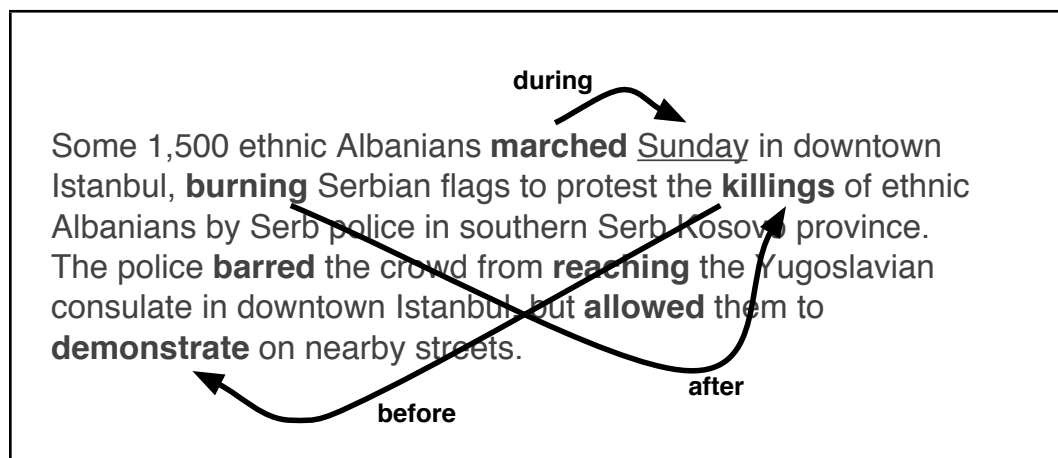 during
Some 1,500 ethnic Albanians marched Sunday in downtown
Istanbul, burning Serbian flags to protest the killings of ethnic
Albanians by Serb police in southern Serb Kosovo province.
The police barred the crowd from reaching the Yugoslavian
consulate in downtown Istanbul, but allowed them to
demonstrate on nearby streets.
after
before